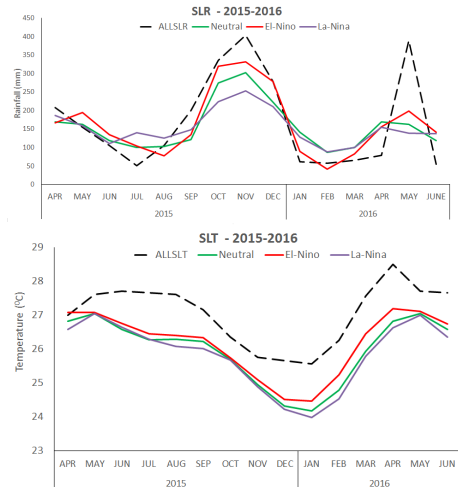 SLR - 2015-2016
ALLSLR Neutral El-Nino La-Nina
Rainfall (mm)
450
400
350
300
250
200
150
100
50
0
APR MAY JUN JUL AUG SEP OCT NOV DEC JAN FEB MAR APR MAY JUNE
2015 2016
SLT - 2015-2016
ALLSLT Neutral El-Nino La-Nina
Temperature (⁰C)
29
28
27
26
25
24
23
APR MAY JUN JUL AUG SEP OCT NOV DEC JAN FEB MAR APR MAY JUN
2015 2016